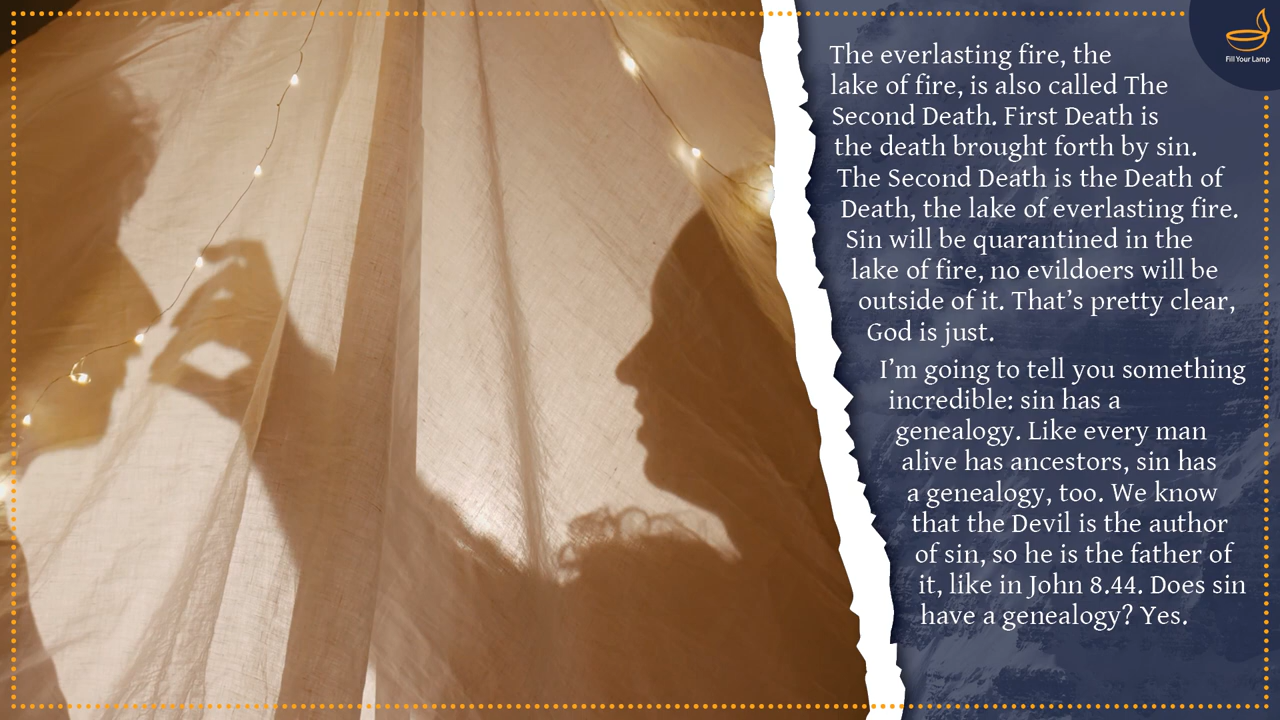 Fill Your Lamp
The everlasting fire, the
lake of fire, is also called The
Second Death. First Death is
the death brought forth by sin.
The Second Death is the Death of
Death, the lake of everlasting fire.
Sin will be quarantined in the
lake of fire, no evildoers will be
outside of it. That’s pretty clear,
God is just.
I’m going to tell you something
incredible: sin has a
genealogy. Like every man
alive has ancestors, sin has
a genealogy, too. We know
that the Devil is the author
of sin, so he is the father of
it, like in John 8.44. Does sin
have a genealogy? Yes.